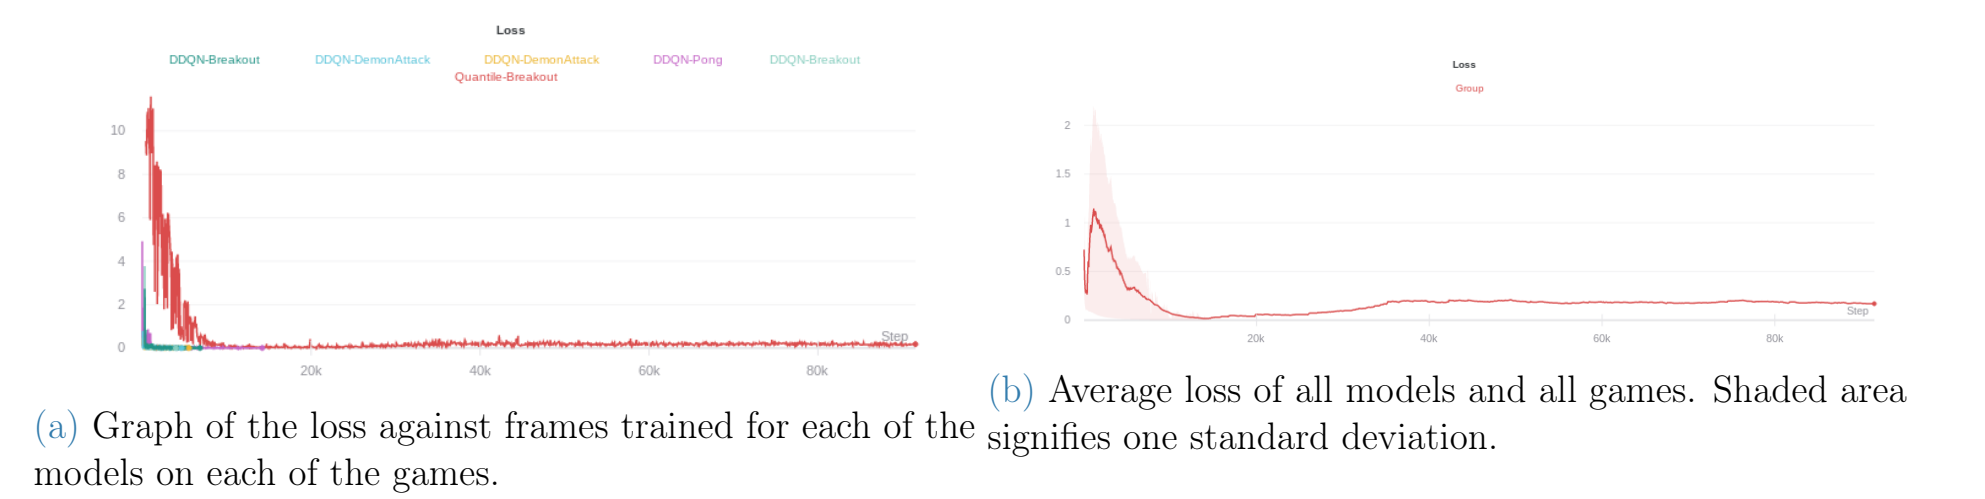 Loss
DDQN-Breakout DDQN-DemonAttack DDQN-DemonAttack DDQN-Pong DDQN-Breakout
Quantile-Breakout
10
8
6
4
2
0
Step
20k 40k 60k 80k
(a) Graph of the loss against frames trained for each of the
models on each of the games.
Loss
Group
2
1.5
1
0.5
0
Step
20k 40k 60k 80k
(b) Average loss of all models and all games. Shaded area
signifies one standard deviation.